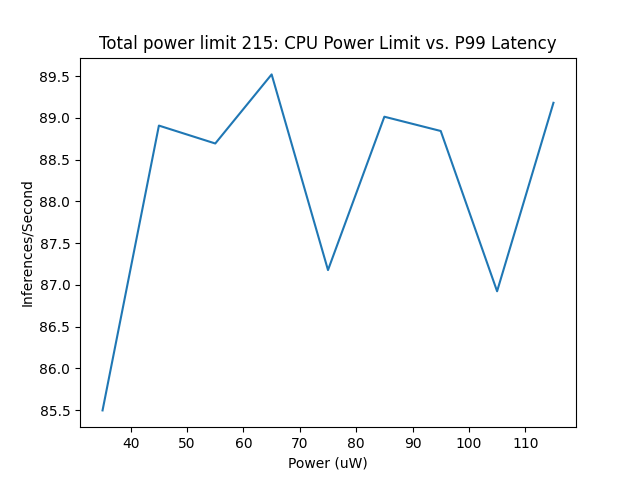 Total power limit 215: CPU Power Limit vs. P99 Latency
Inferences/Second
89.5
89.0
88.5
88.0
87.5
87.0
86.5
86.0
85.5
40 50 60 70 80 90 100 110
Power (uW)